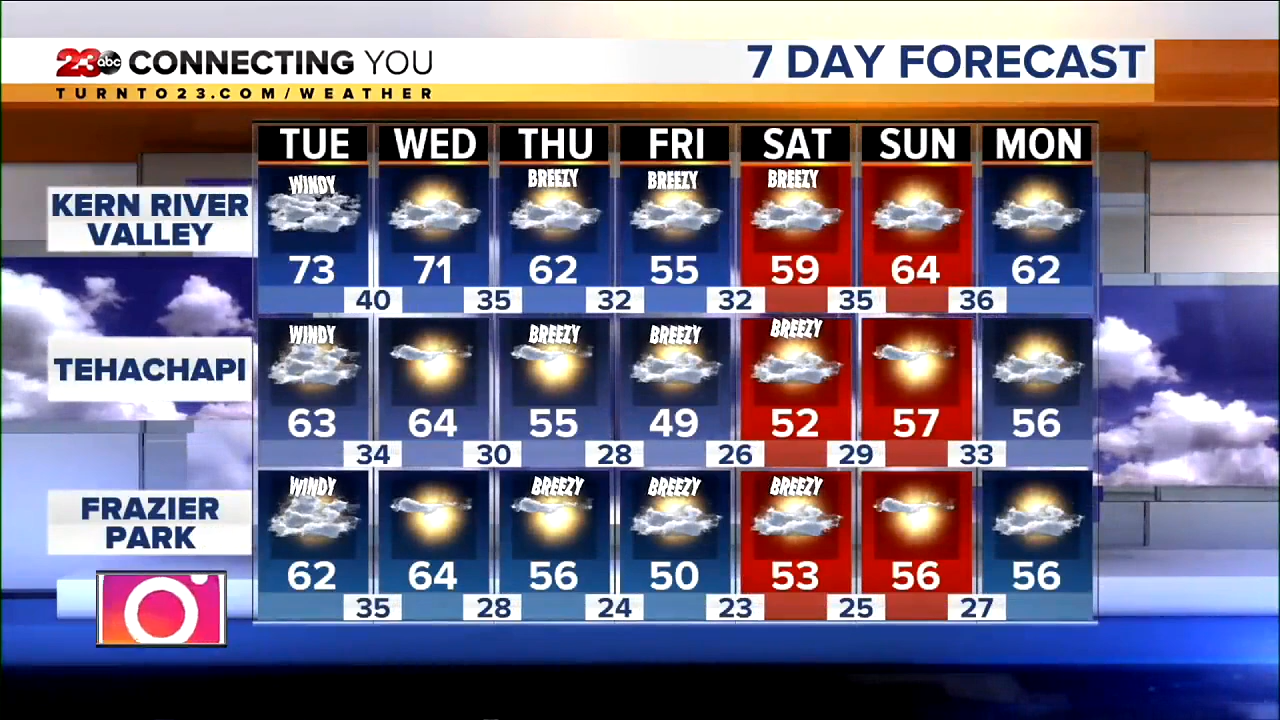 23abc CONNECTING YOU
TURNTO23.COM/WEATHER
7 DAY FORECAST
TUE WED THU FRI SAT SUN MON
KERN RIVER
VALLEY
WINDY BREEZY BREEZY BREEZY
73 71 62 55 59 64 62
40 35 32 32 35 36
TEHACHAPI
WINDY BREEZY BREEZY BREEZY
63 64 55 49 52 57 56
34 30 28 26 29 33
FRAZIER
PARK
WINDY BREEZY BREEZY BREEZY
62 64 56 50 53 56 56
35 28 24 23 25 27